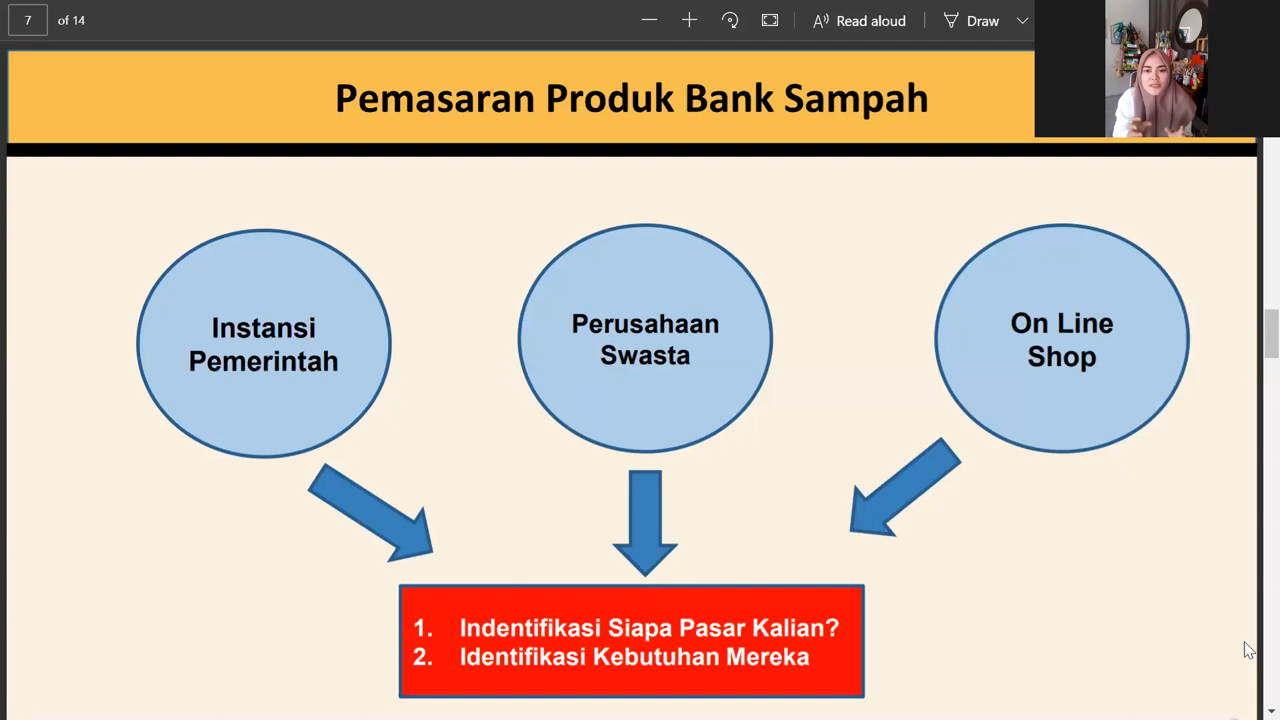 7 of 14
Read aloud
Draw
Pemasaran Produk Bank Sampah
Instansi
Pemerintah
Perusahaan
Swasta
On Line
Shop
1. Indentifikasi Siapa Pasar Kalian?
2. Identifikasi Kebutuhan Mereka